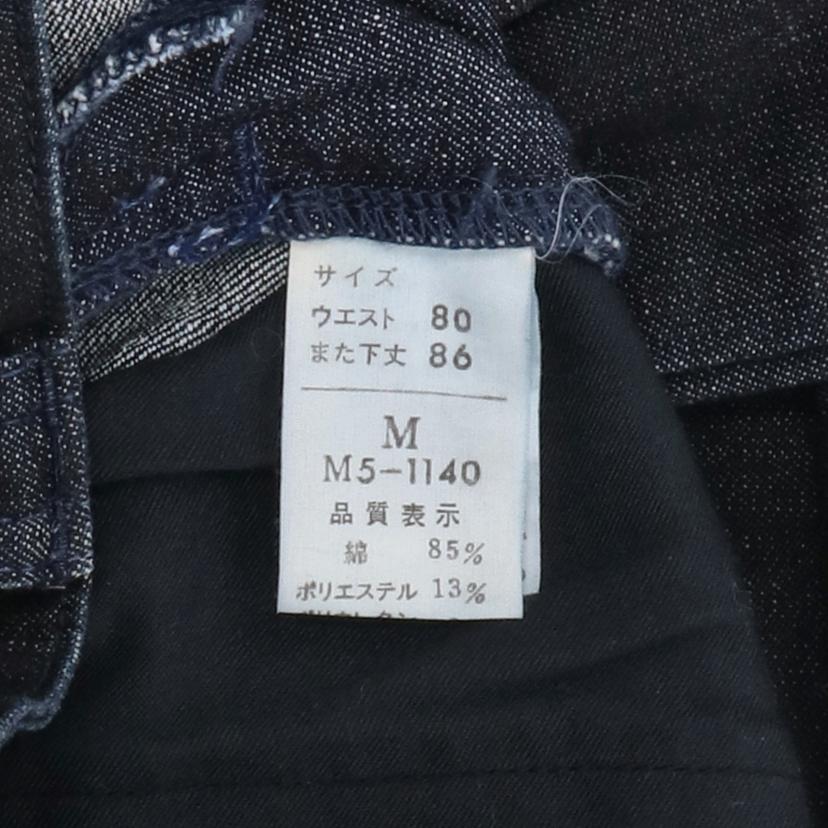 サイズ
ウエスト 80
また下丈 86
M
M5-1140
品質表示
綿 85%
ポリエステル 13%